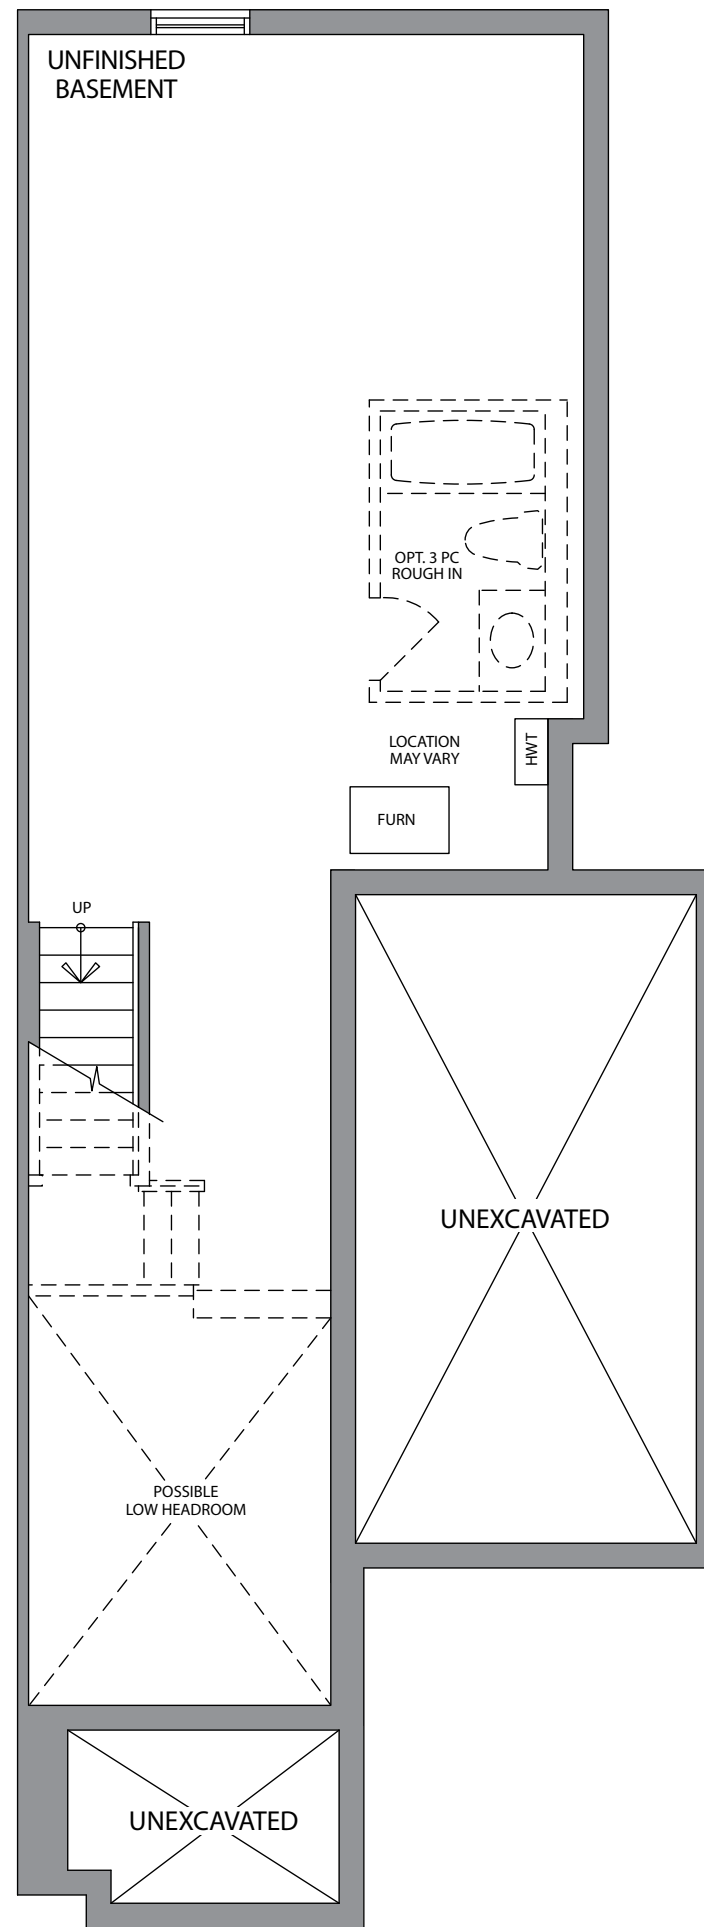 UNFINISHED
BASEMENT
OPT. 3 PC
ROUGH IN
LOCATION
MAY VARY
HWT
FURN
UP
UNEXCAVATED
POSSIBLE
LOW HEADROOM
UNEXCAVATED